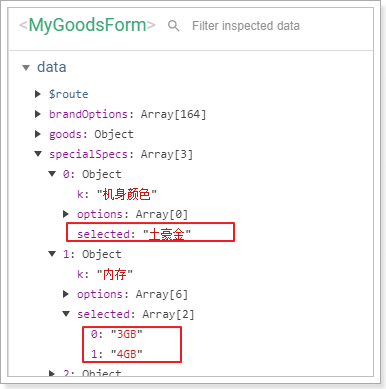 <MyGoodsForm> Filter inspected data
data
$route
brandOptions: Array[164]
goods: Object
specialSpecs: Array[3]
0: Object
k: "机身颜色"
options: Array[0]
selected: "土豪金"
1: Object
k: "内存"
options: Array[6]
selected: Array[2]
0: "3GB"
1: "4GB"
2: Object